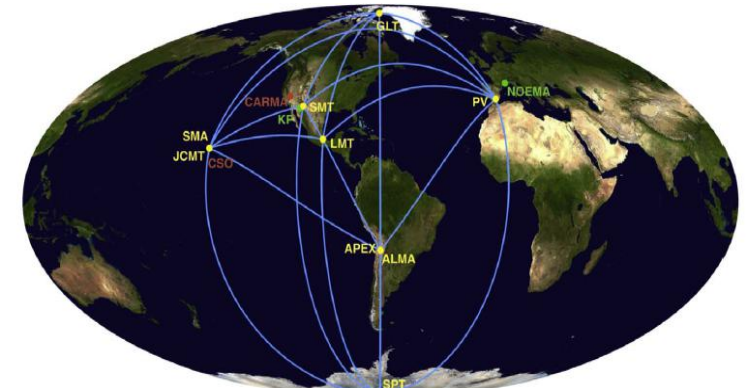 GLT
NOEMA
PV
CARMA
SMT
KP
LMT
SMA
JCMT
CSO
APEX
ALMA
SPT